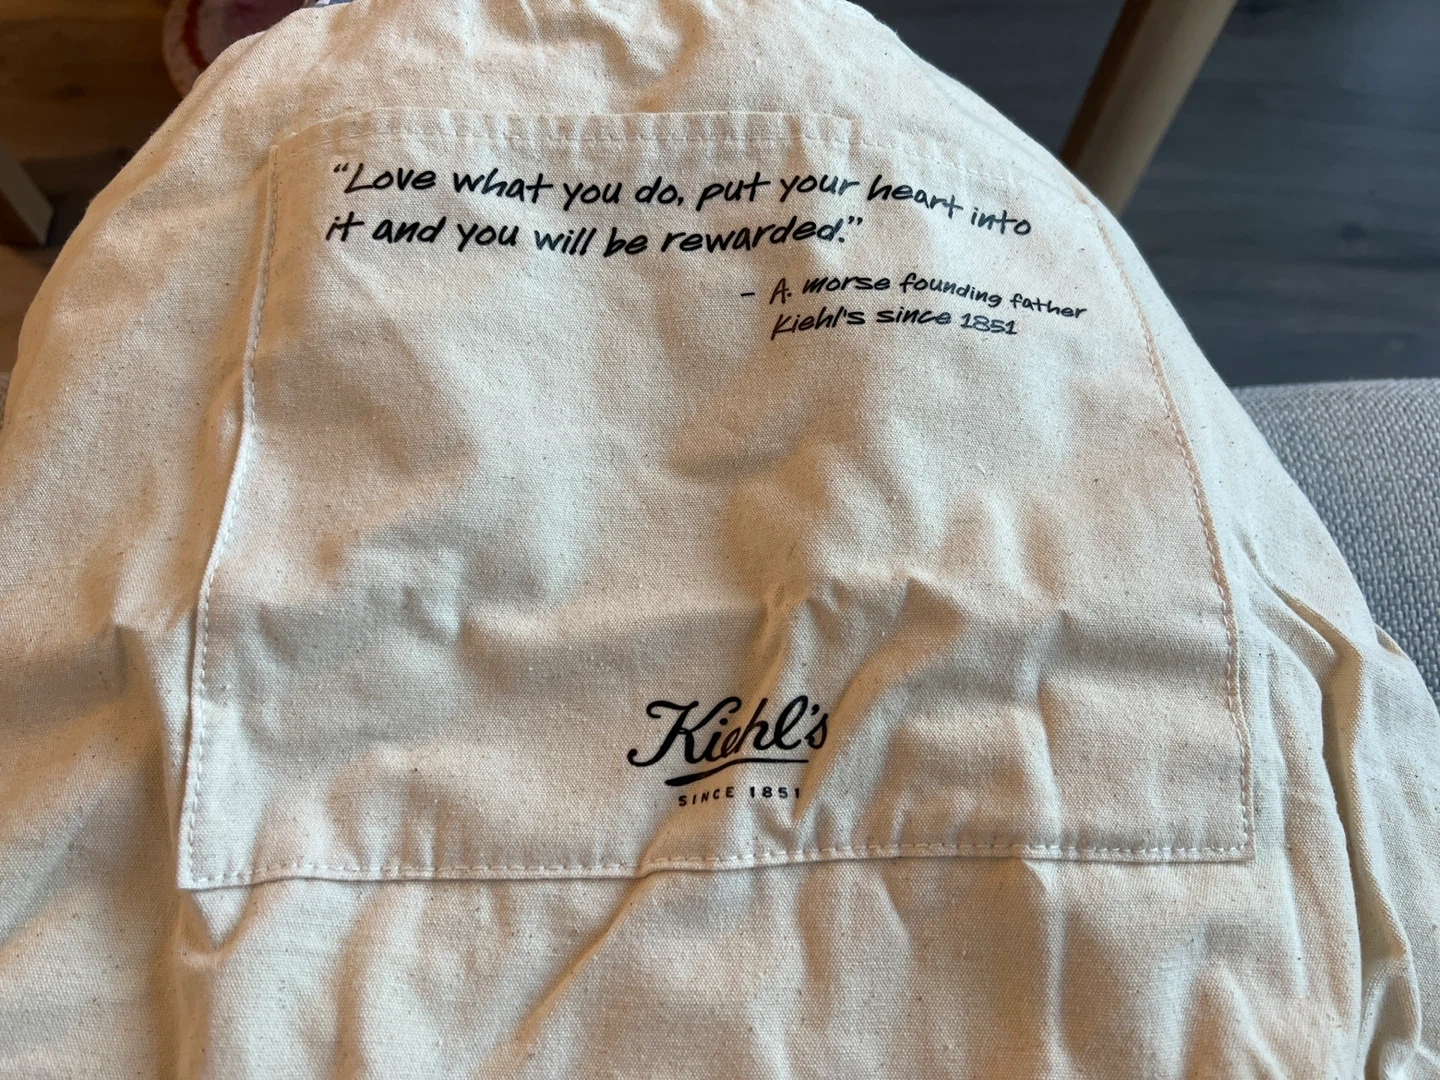 “Love what you do, put your heart into
it and you will be rewarded.”
- A. morse founding father
Kiehl's since 1851
Kiehl's
SINCE 1851